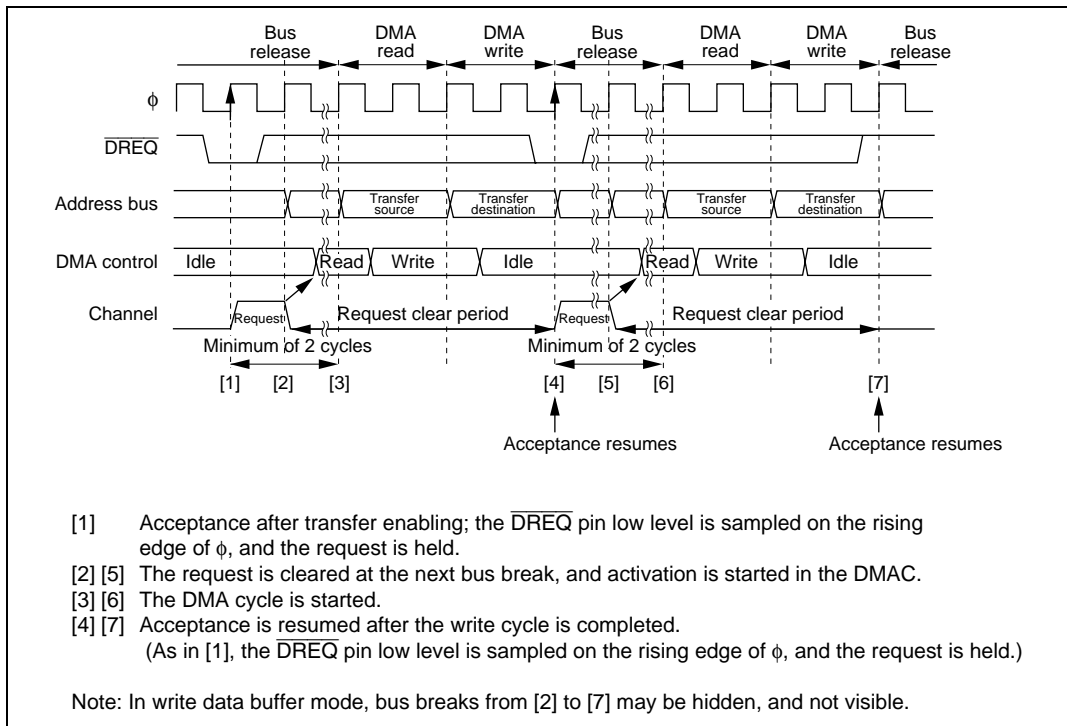 Bus release DMA read DMA write Bus release DMA read DMA write Bus release
φ
DREQ
Address bus Transfer source Transfer destination Transfer source Transfer destination
DMA control Idle Read Write Idle Read Write Idle
Channel Request Request clear period Request Request clear period
Minimum of 2 cycles Minimum of 2 cycles
[1] [2] [3] [4] [5] [6] [7]
Acceptance resumes Acceptance resumes
[1] Acceptance after transfer enabling; the DREQ pin low level is sampled on the rising
edge of φ, and the request is held.
[2] [5] The request is cleared at the next bus break, and activation is started in the DMAC.
[3] [6] The DMA cycle is started.
[4] [7] Acceptance is resumed after the write cycle is completed.
(As in [1], the DREQ pin low level is sampled on the rising edge of φ, and the request is held.)
Note: In write data buffer mode, bus breaks from [2] to [7] may be hidden, and not visible.